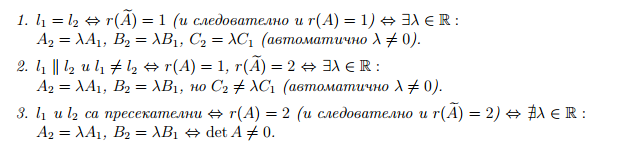 1. l₁ = l₂ ⇔ r(Ã) = 1 (и следователно и r(A) = 1) ⇔ ∃λ ∈ ℝ :
A₂ = λA₁, B₂ = λB₁, C₂ = λC₁ (автоматично λ ≠ 0).
2. l₁ ∥ l₂ и l₁ ≠ l₂ ⇔ r(A) = 1, r(Ã) = 2 ⇔ ∃λ ∈ ℝ :
A₂ = λA₁, B₂ = λB₁, но C₂ ≠ λC₁ (автоматично λ ≠ 0).
3. l₁ и l₂ са пресекателни ⇔ r(A) = 2 (и следователно и r(Ã) = 2) ⇔ ∄λ ∈ ℝ :
A₂ = λA₁, B₂ = λB₁ ⇔ det A ≠ 0.